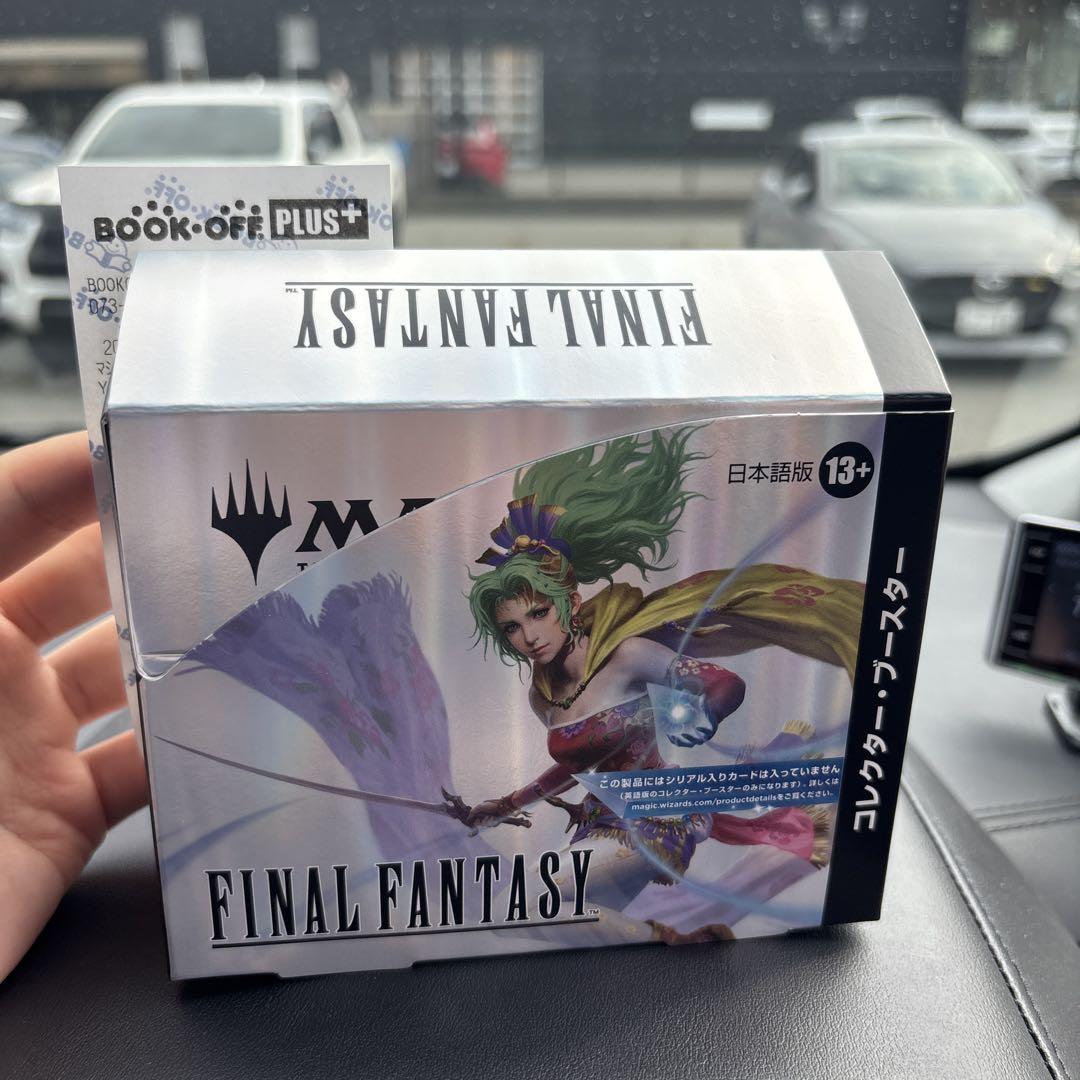 BOOK・OFF PLUS+
FINAL FANTASY™
日本語版 13+
コレクター・ブースター
この製品にはシリアル入りカードは入っていません
(英語版のコレクター・ブースターのみになります)。詳しくは
magic.wizards.com/productdetailsをご覧ください。
FINAL FANTASY™